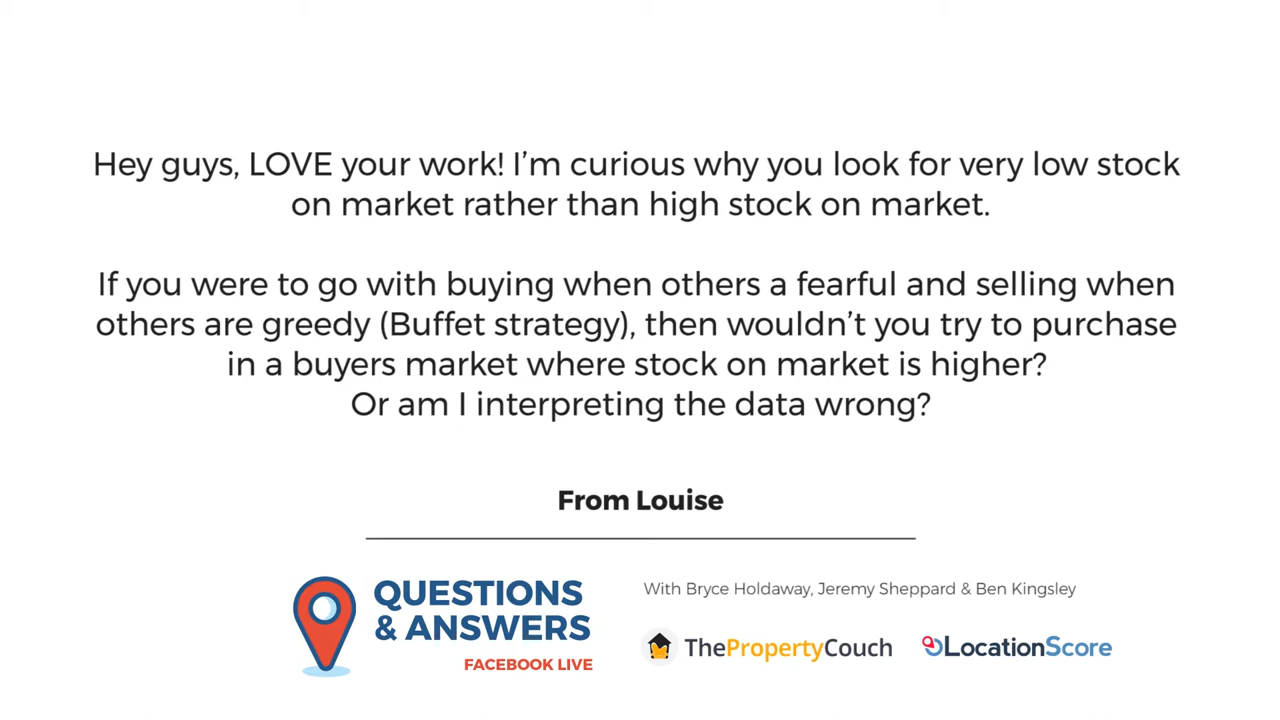 Hey guys, LOVE your work! I'm curious why you look for very low stock
on market rather than high stock on market.
If you were to go with buying when others a fearful and selling when
others are greedy (Buffet strategy), then wouldn't you try to purchase
in a buyers market where stock on market is higher?
Or am I interpreting the data wrong?
From Louise
QUESTIONS
& ANSWERS
FACEBOOK LIVE
With Bryce Holdaway, Jeremy Sheppard & Ben Kingsley
ThePropertyCouch
LocationScore